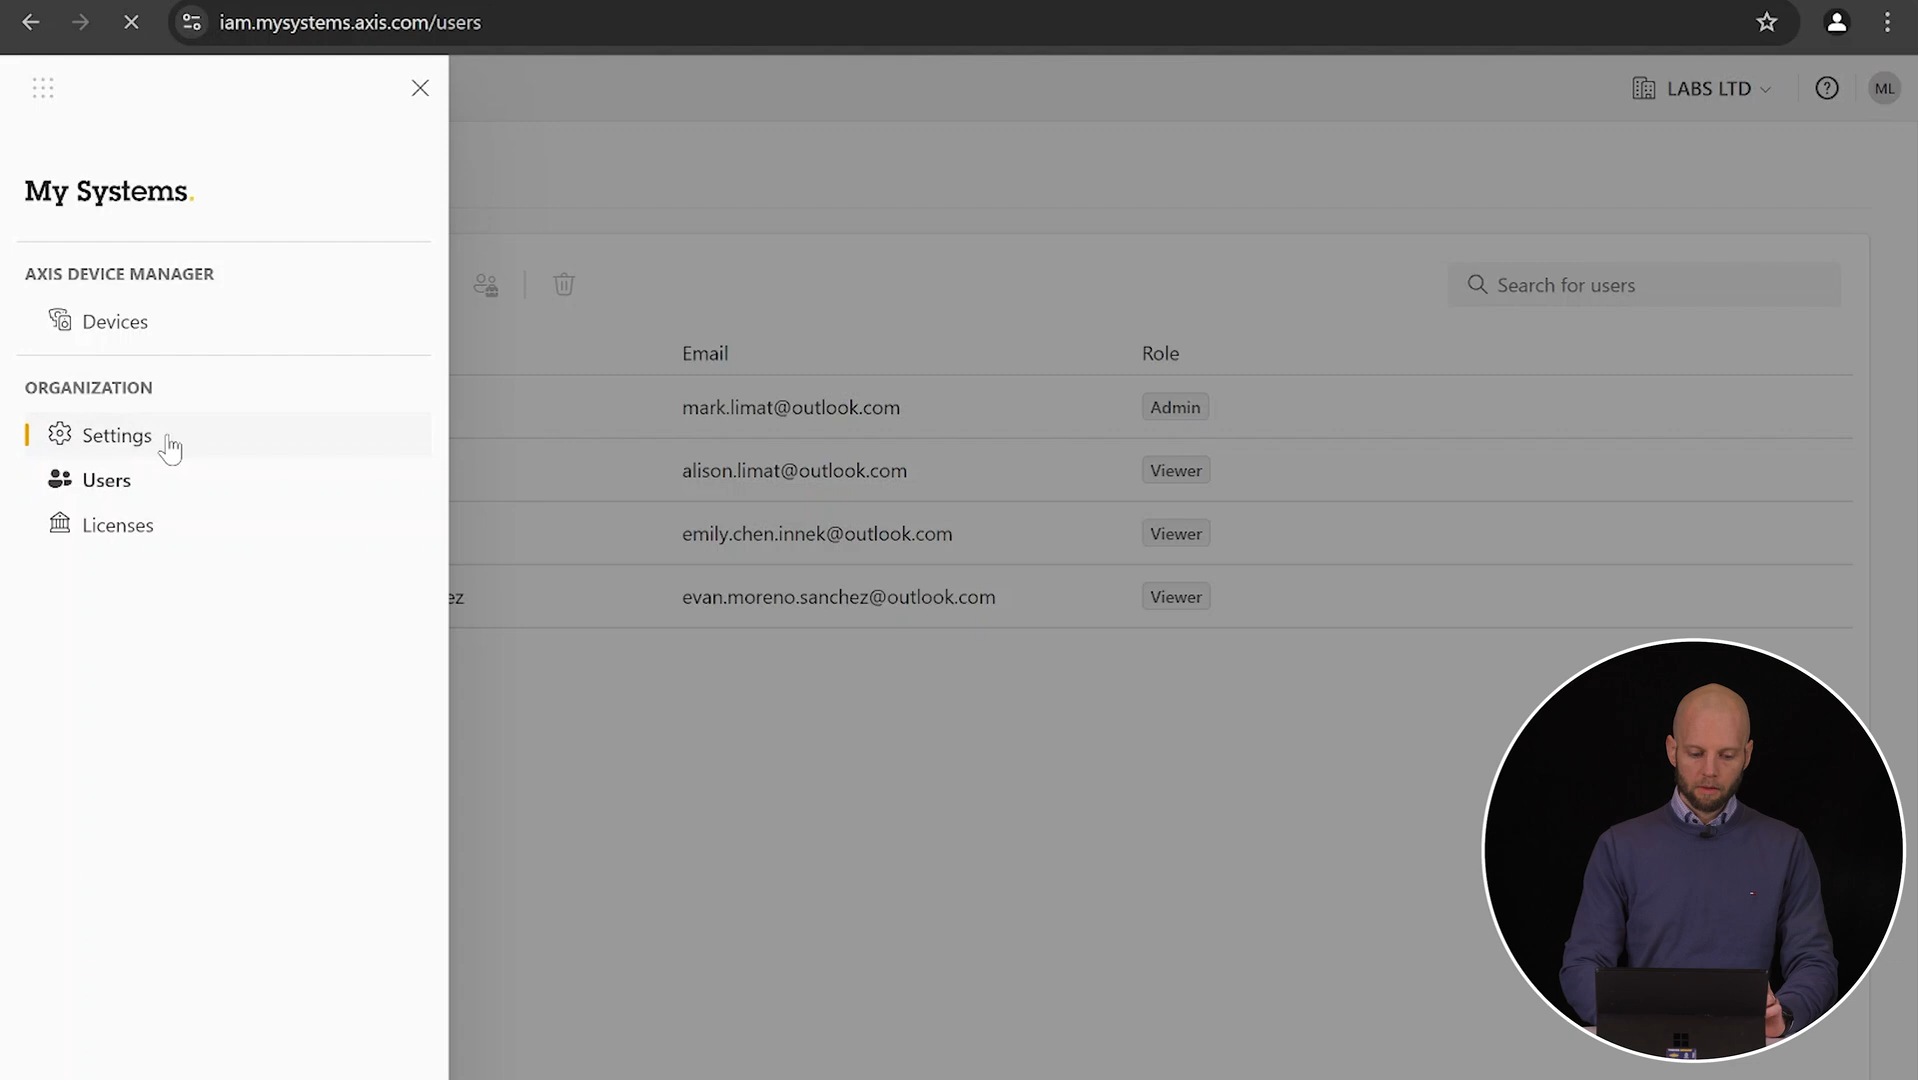 iam.mysystems.axis.com/users
LABS LTD
ML
My Systems.
AXIS DEVICE MANAGER
Devices
ORGANIZATION
Settings
Users
Licenses
Search for users
Email Role
mark.limat@outlook.com Admin
alison.limat@outlook.com Viewer
emily.chen.innek@outlook.com Viewer
ez evan.moreno.sanchez@outlook.com Viewer